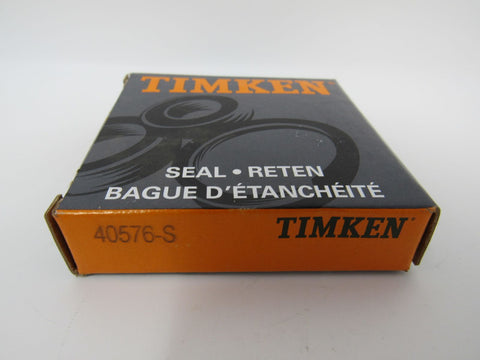 TIMKEN
SEAL • RETEN
BAGUE D'ÉTANCHÉITÉ
40576-S
TIMKEN